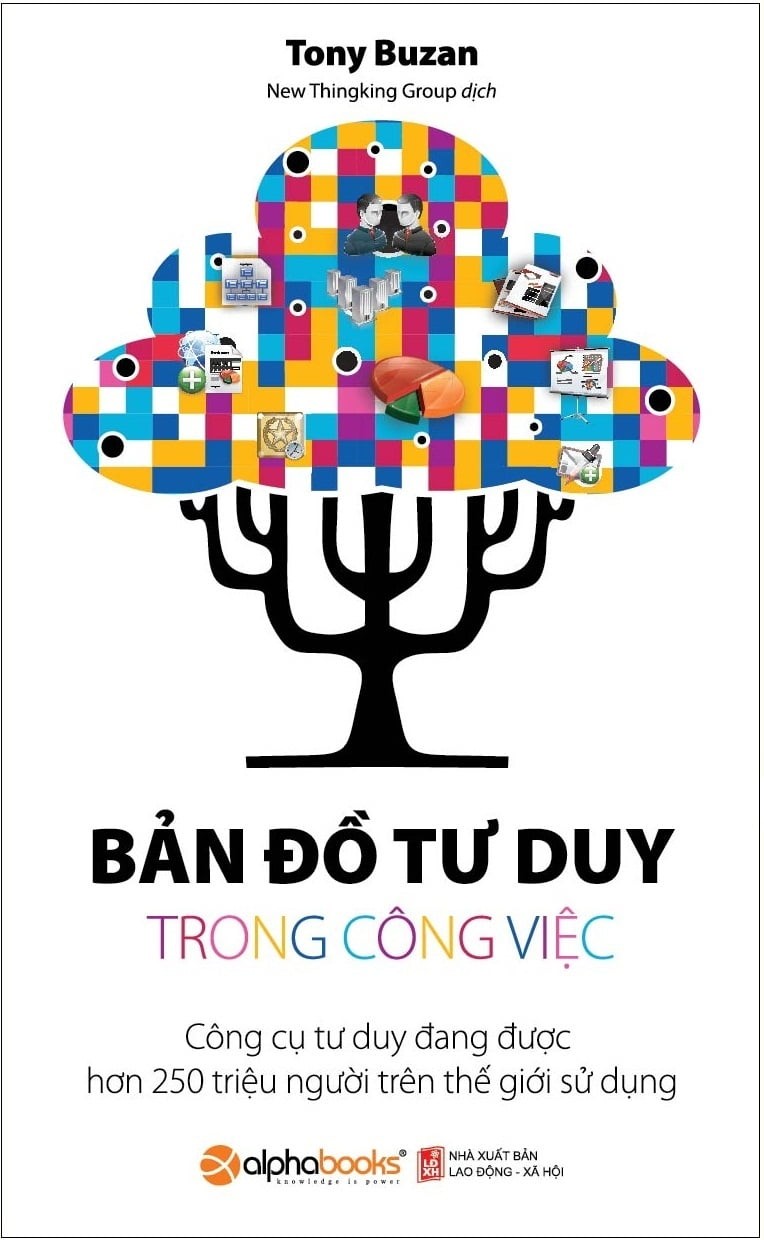 Tony Buzan
New Thingking Group dịch
BẢN ĐỒ TƯ DUY
TRONG CÔNG VIỆC
Công cụ tư duy đang được
hơn 250 triệu người trên thế giới sử dụng
alphabooks®
knowledge is power
LĐ
XH
NHÀ XUẤT BẢN
LAO ĐỘNG - XÃ HỘI